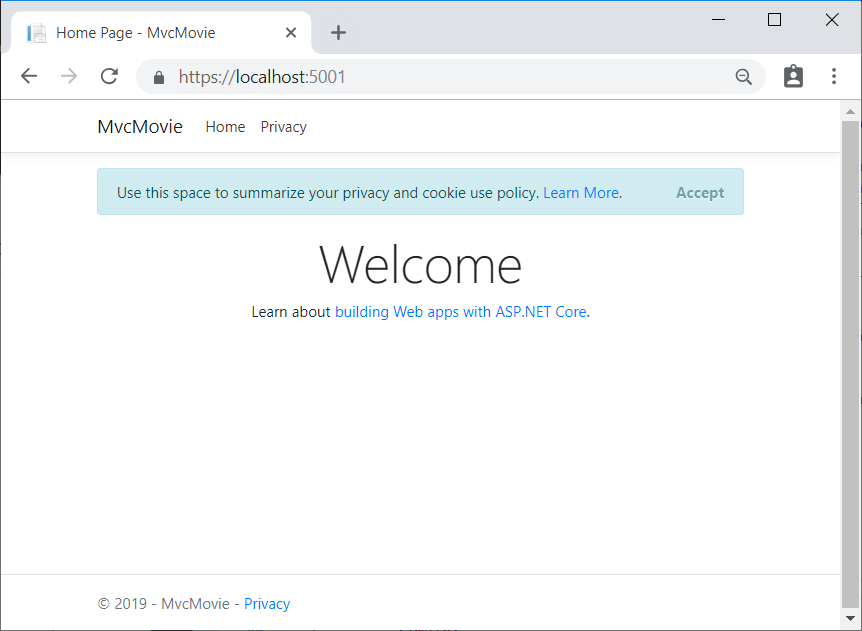 Home Page - MvcMovie
https://localhost:5001
MvcMovie Home Privacy
Use this space to summarize your privacy and cookie use policy. Learn More. Accept
Welcome
Learn about building Web apps with ASP.NET Core.
© 2019 - MvcMovie - Privacy